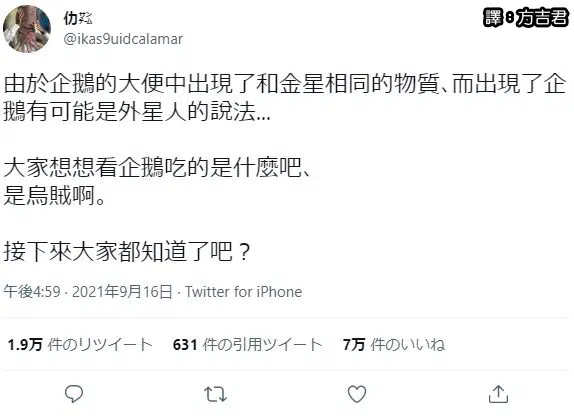 仂
譯：方吉君
@ikas9uidcalamar
由於企鵝的大便中出現了和金星相同的物質、而出現了企
鵝有可能是外星人的說法...
大家想想看企鵝吃的是什麼吧、
是烏賊啊。
接下來大家都知道了吧？
午後4:59 · 2021年9月16日 · Twitter for iPhone
1.9万 件のリツイート 631 件の引用ツイート 7万 件のいいね